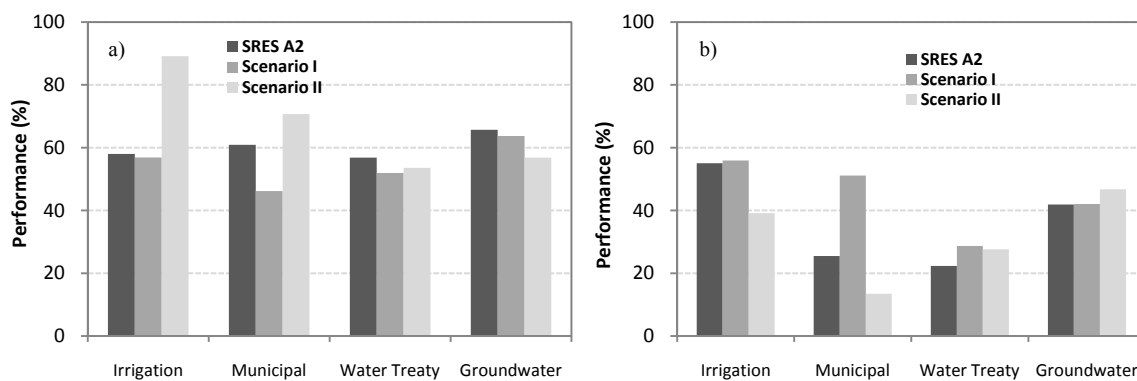 100
80
60
40
20
0
Performance (%)
a)
SRES A2
Scenario I
Scenario II
Irrigation Municipal Water Treaty Groundwater
100
80
60
40
20
0
Performance (%)
b)
SRES A2
Scenario I
Scenario II
Irrigation Municipal Water Treaty Groundwater